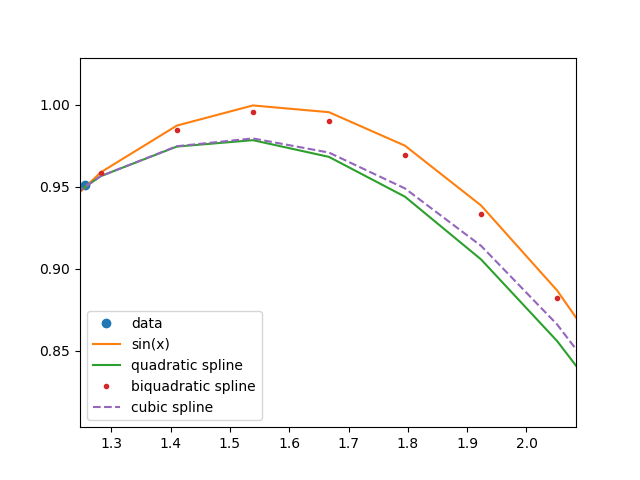 1.00
0.95
0.90
0.85
data
sin(x)
quadratic spline
biquadratic spline
cubic spline
1.3 1.4 1.5 1.6 1.7 1.8 1.9 2.0